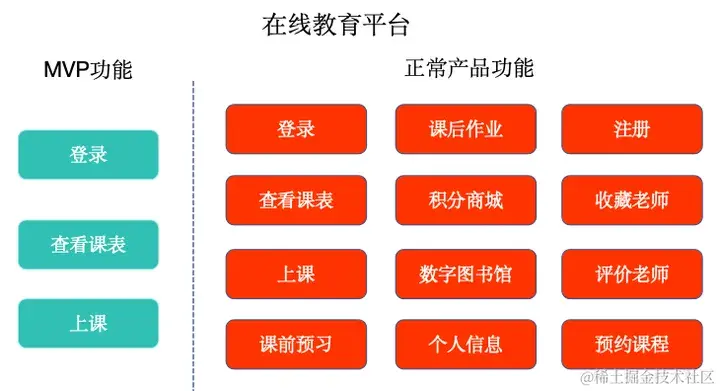 在线教育平台
MVP功能
正常产品功能
登录
查看课表
上课
登录
课后作业
注册
查看课表
积分商城
收藏老师
上课
数字图书馆
评价老师
课前预习
个人信息
预约课程
@稀土掘金技术社区